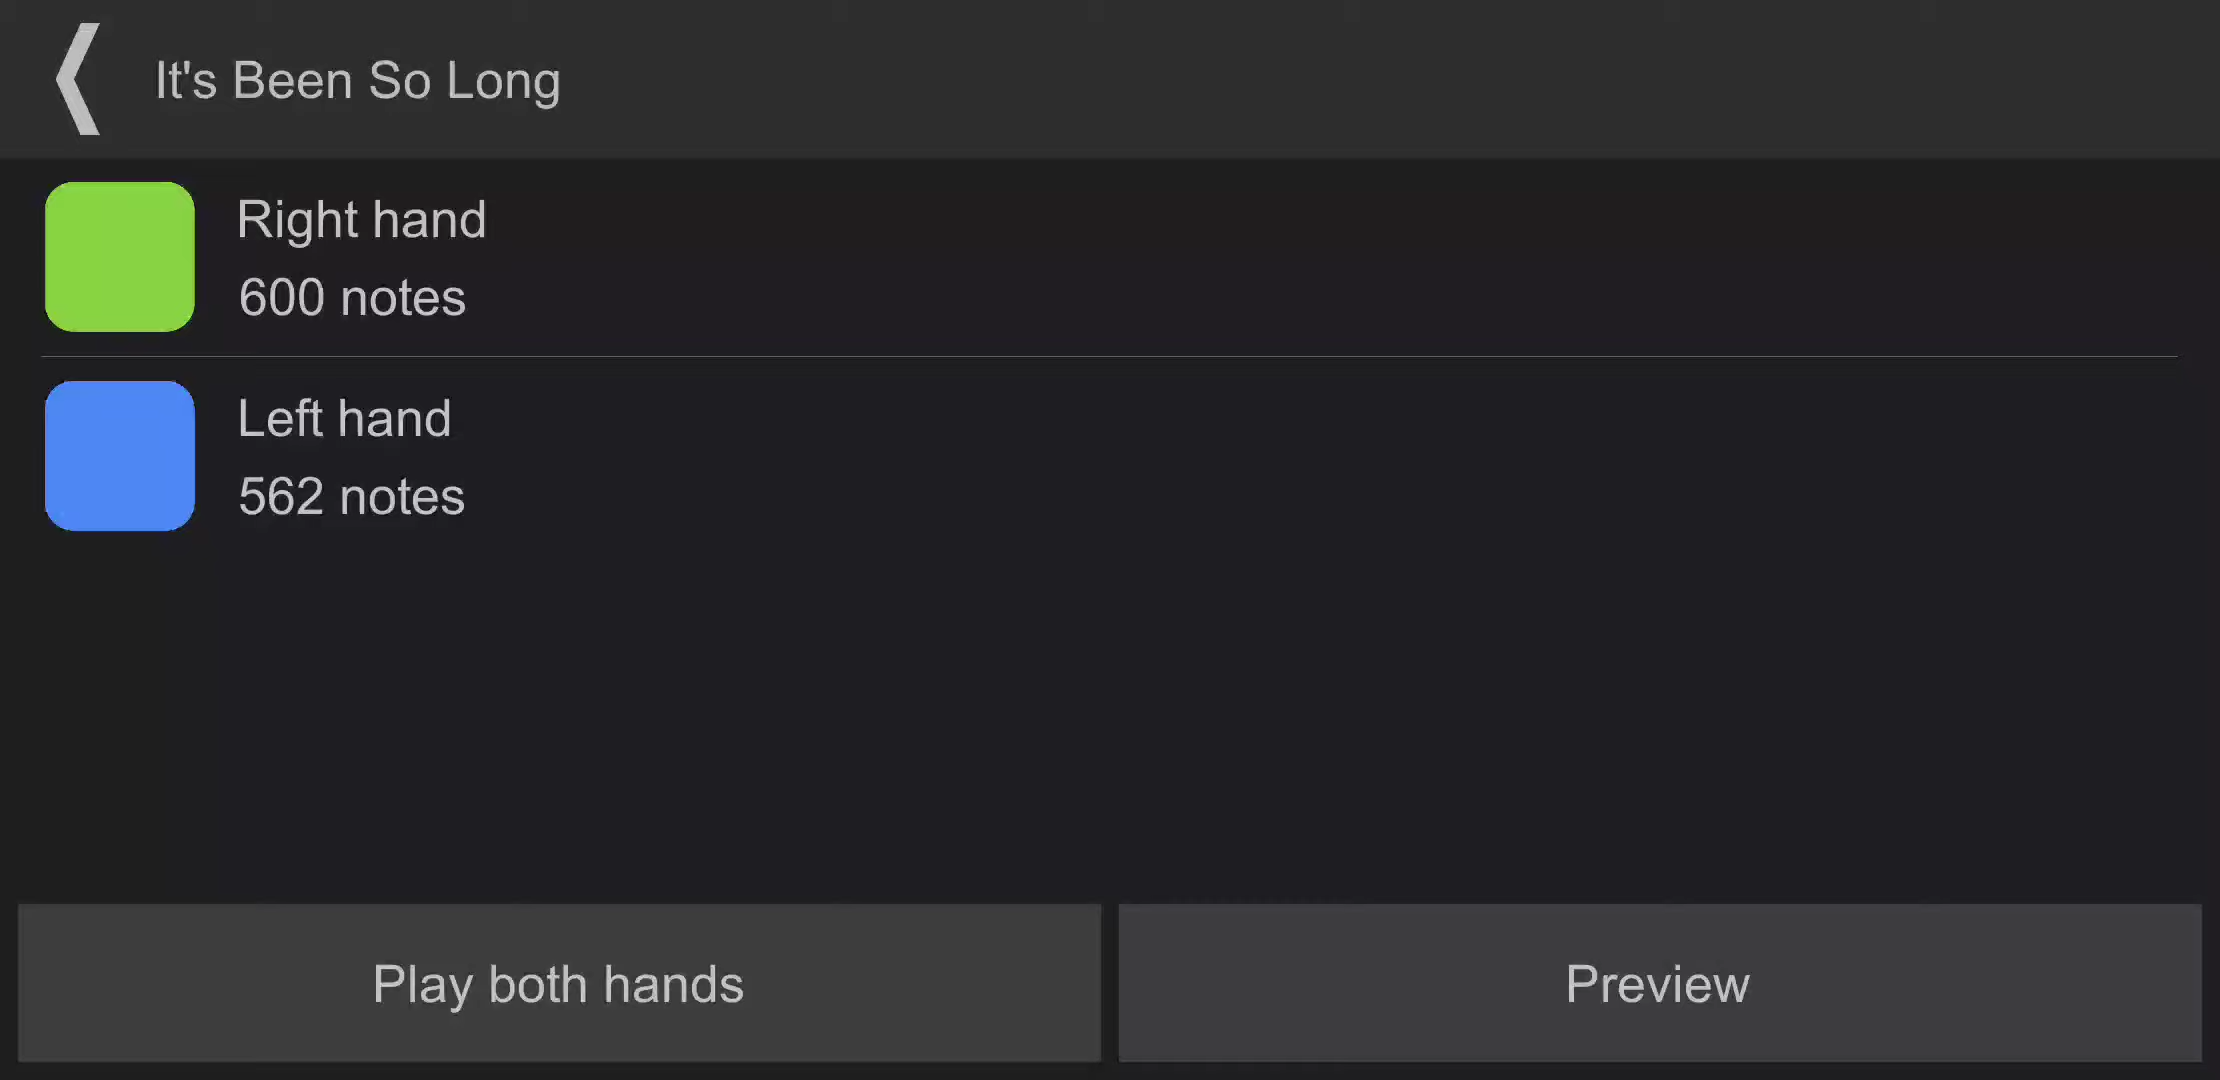 It's Been So Long
Right hand
600 notes
Left hand
562 notes
Play both hands
Preview